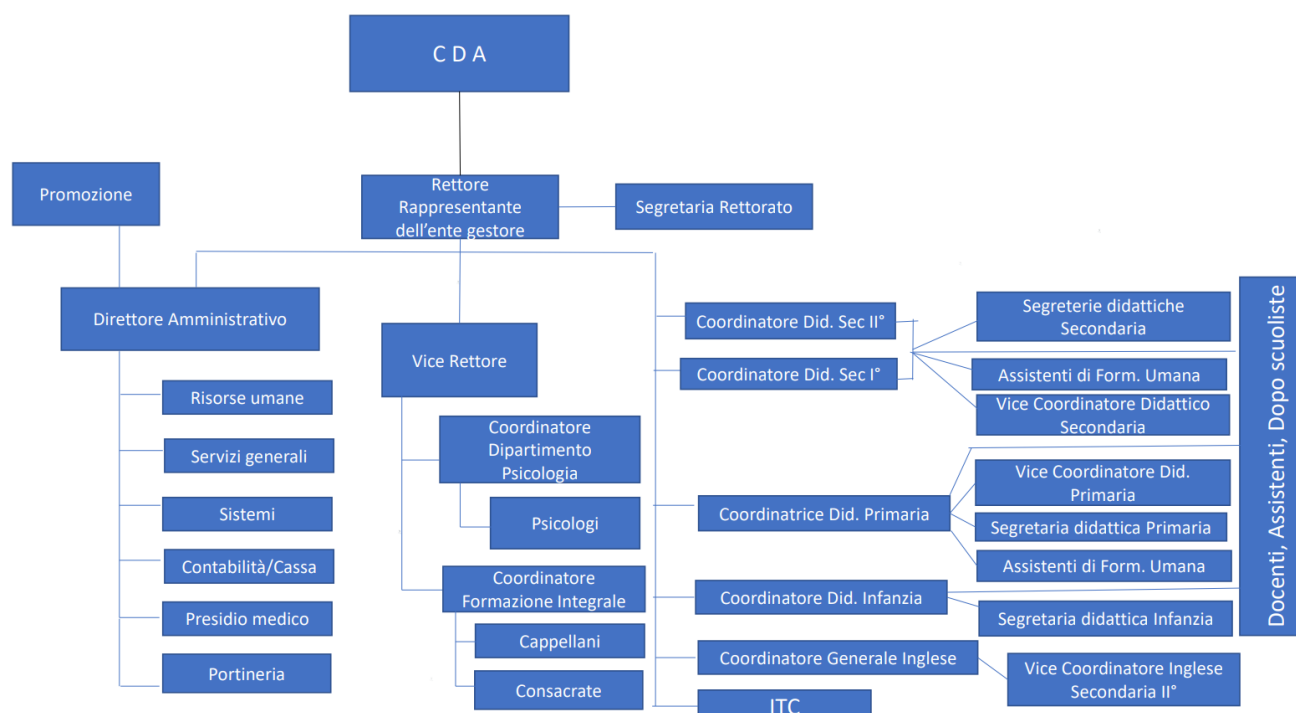 C D A
Promozione
Rettore
Rappresentante
dell’ente gestore
Segretaria Rettorato
Direttore Amministrativo
Vice Rettore
Risorse umane
Servizi generali
Sistemi
Contabilità/Cassa
Presidio medico
Portineria
Coordinatore
Dipartimento
Psicologia
Psicologi
Coordinatore
Formazione Integrale
Cappellani
Consacrate
Coordinatore Did. Sec II°
Coordinatore Did. Sec I°
Segreterie didattiche
Secondaria
Assistenti di Form. Umana
Vice Coordinatore Didattico
Secondaria
Coordinatrice Did. Primaria
Vice Coordinatore Did.
Primaria
Segretaria didattica Primaria
Assistenti di Form. Umana
Coordinatore Did. Infanzia
Segretaria didattica Infanzia
Coordinatore Generale Inglese
Vice Coordinatore Inglese
Secondaria II°
ITC
Docenti, Assistenti, Dopo scuoliste